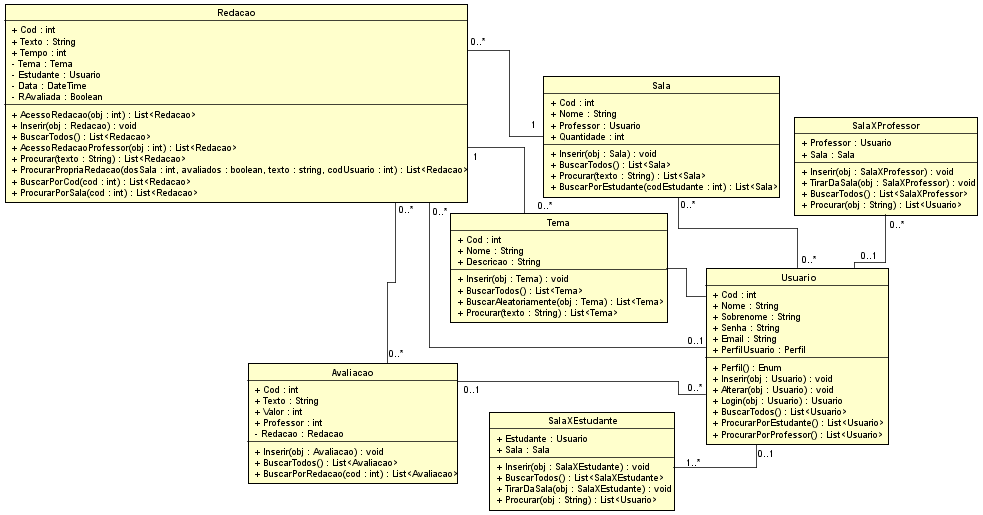 Redacao
+ Cod : int
+ Texto : String
+ Tempo : int
- Tema : Tema
- Estudante : Usuario
- Data : DateTime
- RAvaliada : Boolean
+ AcessoRedacao(obj : int) : List<Redacao>
+ Inserir(obj : Redacao) : void
+ BuscarTodos() : List<Redacao>
+ AcessoRedacaoProfessor(obj : int) : List<Redacao>
+ Procurar(texto : String) : List<Redacao>
+ ProcurarPropriaRedacao(dosSala : int, avaliados : boolean, texto : string, codUsuario : int) : List<Redacao>
+ BuscarPorCod(cod : int) : List<Redacao>
+ ProcurarPorSala(cod : int) : List<Redacao>
0..*
1
1
0..*
0..*
0..*
Sala
+ Cod : int
+ Nome : String
+ Professor : Usuario
+ Quantidade : int
+ Inserir(obj : Sala) : void
+ BuscarTodos() : List<Sala>
+ Procurar(texto : String) : List<Sala>
+ BuscarPorEstudante(codEstudante : int) : List<Sala>
0..*
0..*
SalaXProfessor
+ Professor : Usuario
+ Sala : Sala
+ Inserir(obj : SalaXProfessor) : void
+ TirarDaSala(obj : SalaXProfessor) : void
+ BuscarTodos() : List<SalaXProfessor>
+ Procurar(obj : String) : List<Usuario>
0..*
0..1
Tema
+ Cod : int
+ Nome : String
+ Descricao : String
+ Inserir(obj : Tema) : void
+ BuscarTodos() : List<Tema>
+ BuscarAleatoriamente(obj : Tema) : List<Tema>
+ Procurar(texto : String) : List<Tema>
Usuario
+ Cod : int
+ Nome : String
+ Sobrenome : String
+ Senha : String
+ Email : String
+ PerfilUsuario : Perfil
+ Perfil() : Enum
+ Inserir(obj : Usuario) : void
+ Alterar(obj : Usuario) : void
+ Login(obj : Usuario) : Usuario
+ BuscarTodos() : List<Usuario>
+ ProcurarPorEstudante() : List<Usuario>
+ ProcurarPorProfessor() : List<Usuario>
0..1
0..*
Avaliacao
+ Cod : int
+ Texto : String
+ Valor : int
+ Professor : int
- Redacao : Redacao
+ Inserir(obj : Avaliacao) : void
+ BuscarTodos() : List<Avaliacao>
+ BuscarPorRedacao(cod : int) : List<Avaliacao>
0..1
0..*
SalaXEstudante
+ Estudante : Usuario
+ Sala : Sala
+ Inserir(obj : SalaXEstudante) : void
+ BuscarTodos() : List<SalaXEstudante>
+ TirarDaSala(obj : SalaXEstudante) : void
+ Procurar(obj : String) : List<Usuario>
0..1
1..*